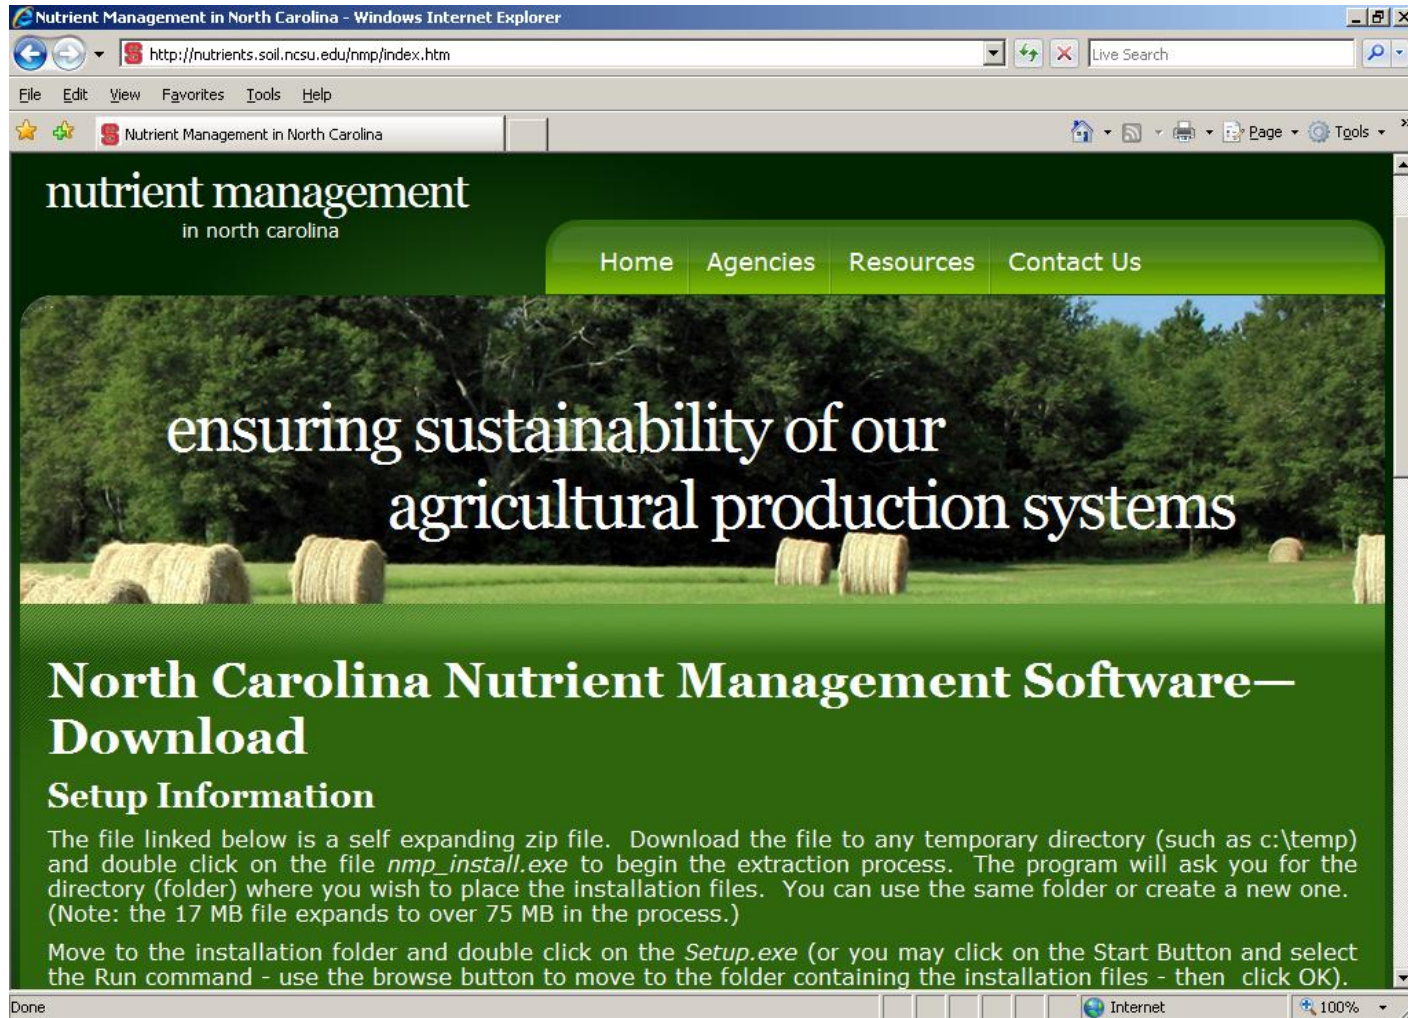 Nutrient Management in North Carolina - Windows Internet Explorer
http://nutrients.soil.ncsu.edu/nmp/index.htm
Live Search
File Edit View Favorites Tools Help
Nutrient Management in North Carolina
Page Tools »
nutrient management
in north carolina
Home Agencies Resources Contact Us
ensuring sustainability of our
agricultural production systems
North Carolina Nutrient Management Software—
Download
Setup Information
The file linked below is a self expanding zip file. Download the file to any temporary directory (such as c:\temp)
and double click on the file nmp_install.exe to begin the extraction process. The program will ask you for the
directory (folder) where you wish to place the installation files. You can use the same folder or create a new one.
(Note: the 17 MB file expands to over 75 MB in the process.)
Move to the installation folder and double click on the Setup.exe (or you may click on the Start Button and select
the Run command - use the browse button to move to the folder containing the installation files - then click OK).
Done
Internet
100%